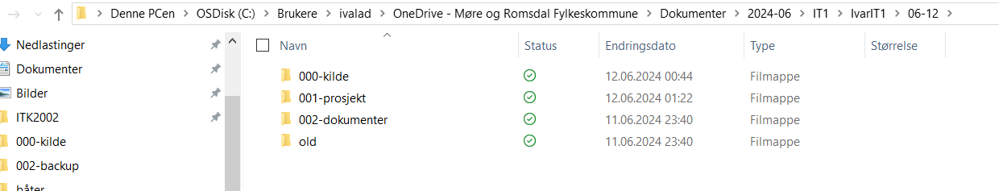 Denne PCen > OSDisk (C:) > Brukere > ivalad > OneDrive - Møre og Romsdal Fylkeskommune > Dokumenter > 2024-06 > IT1 > IvarIT1 > 06-12 >
Nedlastinger
Dokumenter
Bilder
ITK2002
000-kilde
002-backup
båter
Navn Status Endringsdato Type Størrelse
000-kilde 12.06.2024 00:44 Filmappe
001-prosjekt 12.06.2024 01:22 Filmappe
002-dokumenter 11.06.2024 23:40 Filmappe
old 11.06.2024 23:40 Filmappe